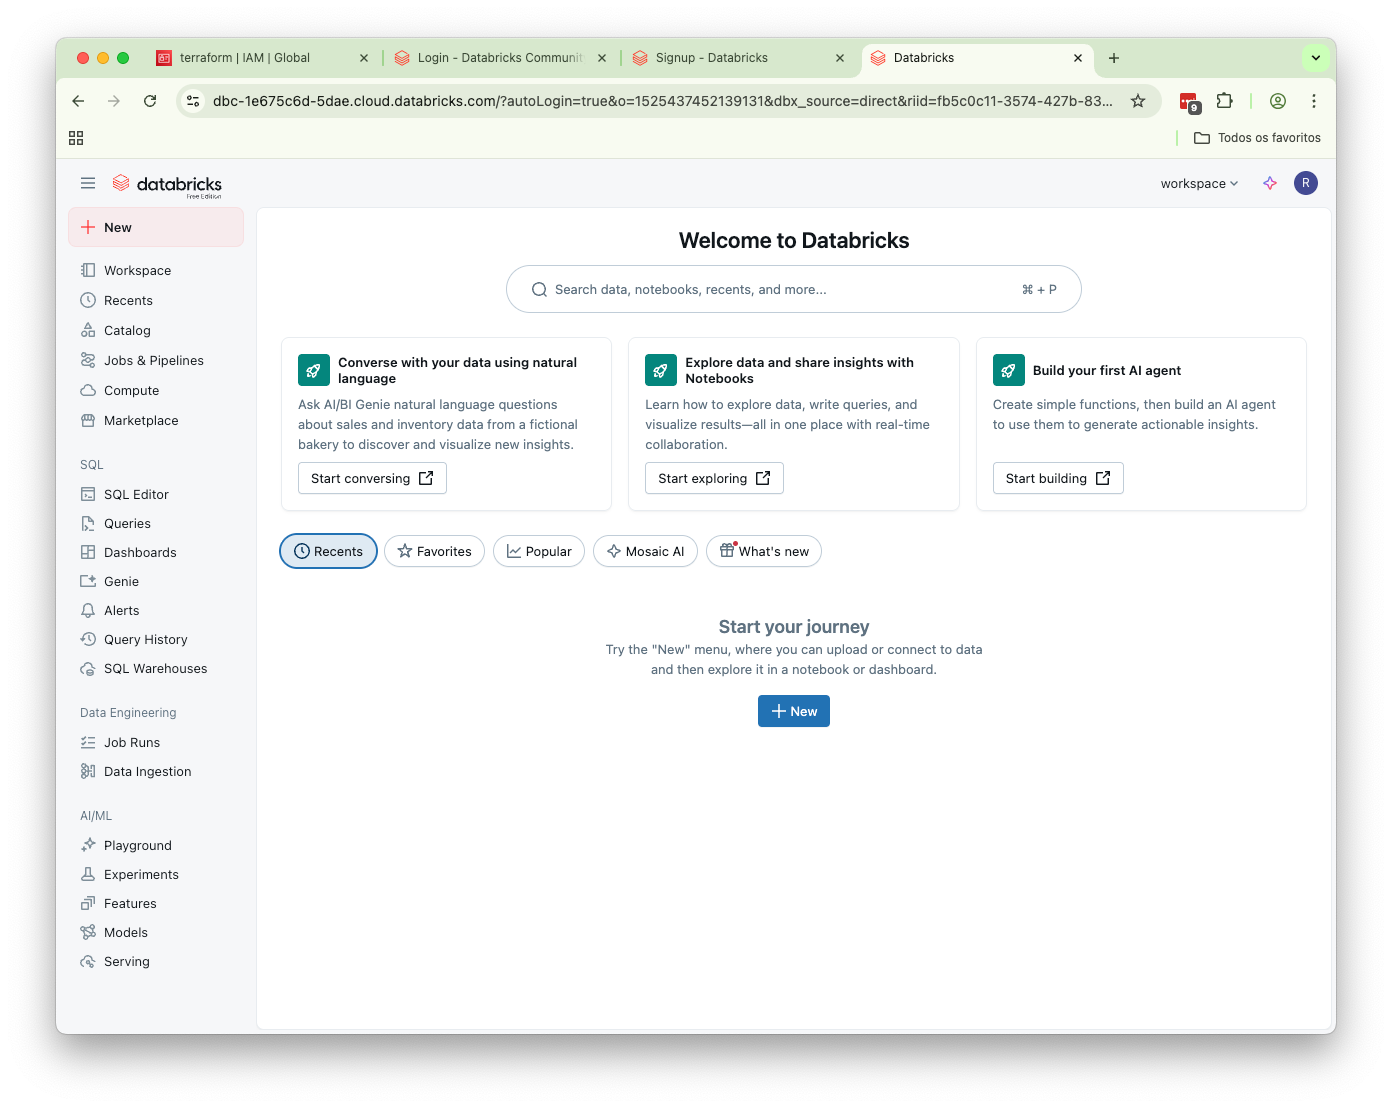 terraform | IAM | Global
Login - Databricks Communit
Signup - Databricks
Databricks
dbc-1e675c6d-5dae.cloud.databricks.com/?autoLogin=true&o=1525437452139131&dbx_source=direct&riid=fb5c0c11-3574-427b-83...
9
Todos os favoritos
databricks
Free Edition
workspace
R
New
Workspace
Recents
Catalog
Jobs & Pipelines
Compute
Marketplace
SQL
SQL Editor
Queries
Dashboards
Genie
Alerts
Query History
SQL Warehouses
Data Engineering
Job Runs
Data Ingestion
AI/ML
Playground
Experiments
Features
Models
Serving
Welcome to Databricks
Search data, notebooks, recents, and more...
⌘ + P
Converse with your data using natural
language
Ask AI/BI Genie natural language questions
about sales and inventory data from a fictional
bakery to discover and visualize new insights.
Start conversing
Explore data and share insights with
Notebooks
Learn how to explore data, write queries, and
visualize results—all in one place with real-time
collaboration.
Start exploring
Build your first AI agent
Create simple functions, then build an AI agent
to use them to generate actionable insights.
Start building
Recents
Favorites
Popular
Mosaic AI
What's new
Start your journey
Try the "New" menu, where you can upload or connect to data
and then explore it in a notebook or dashboard.
New